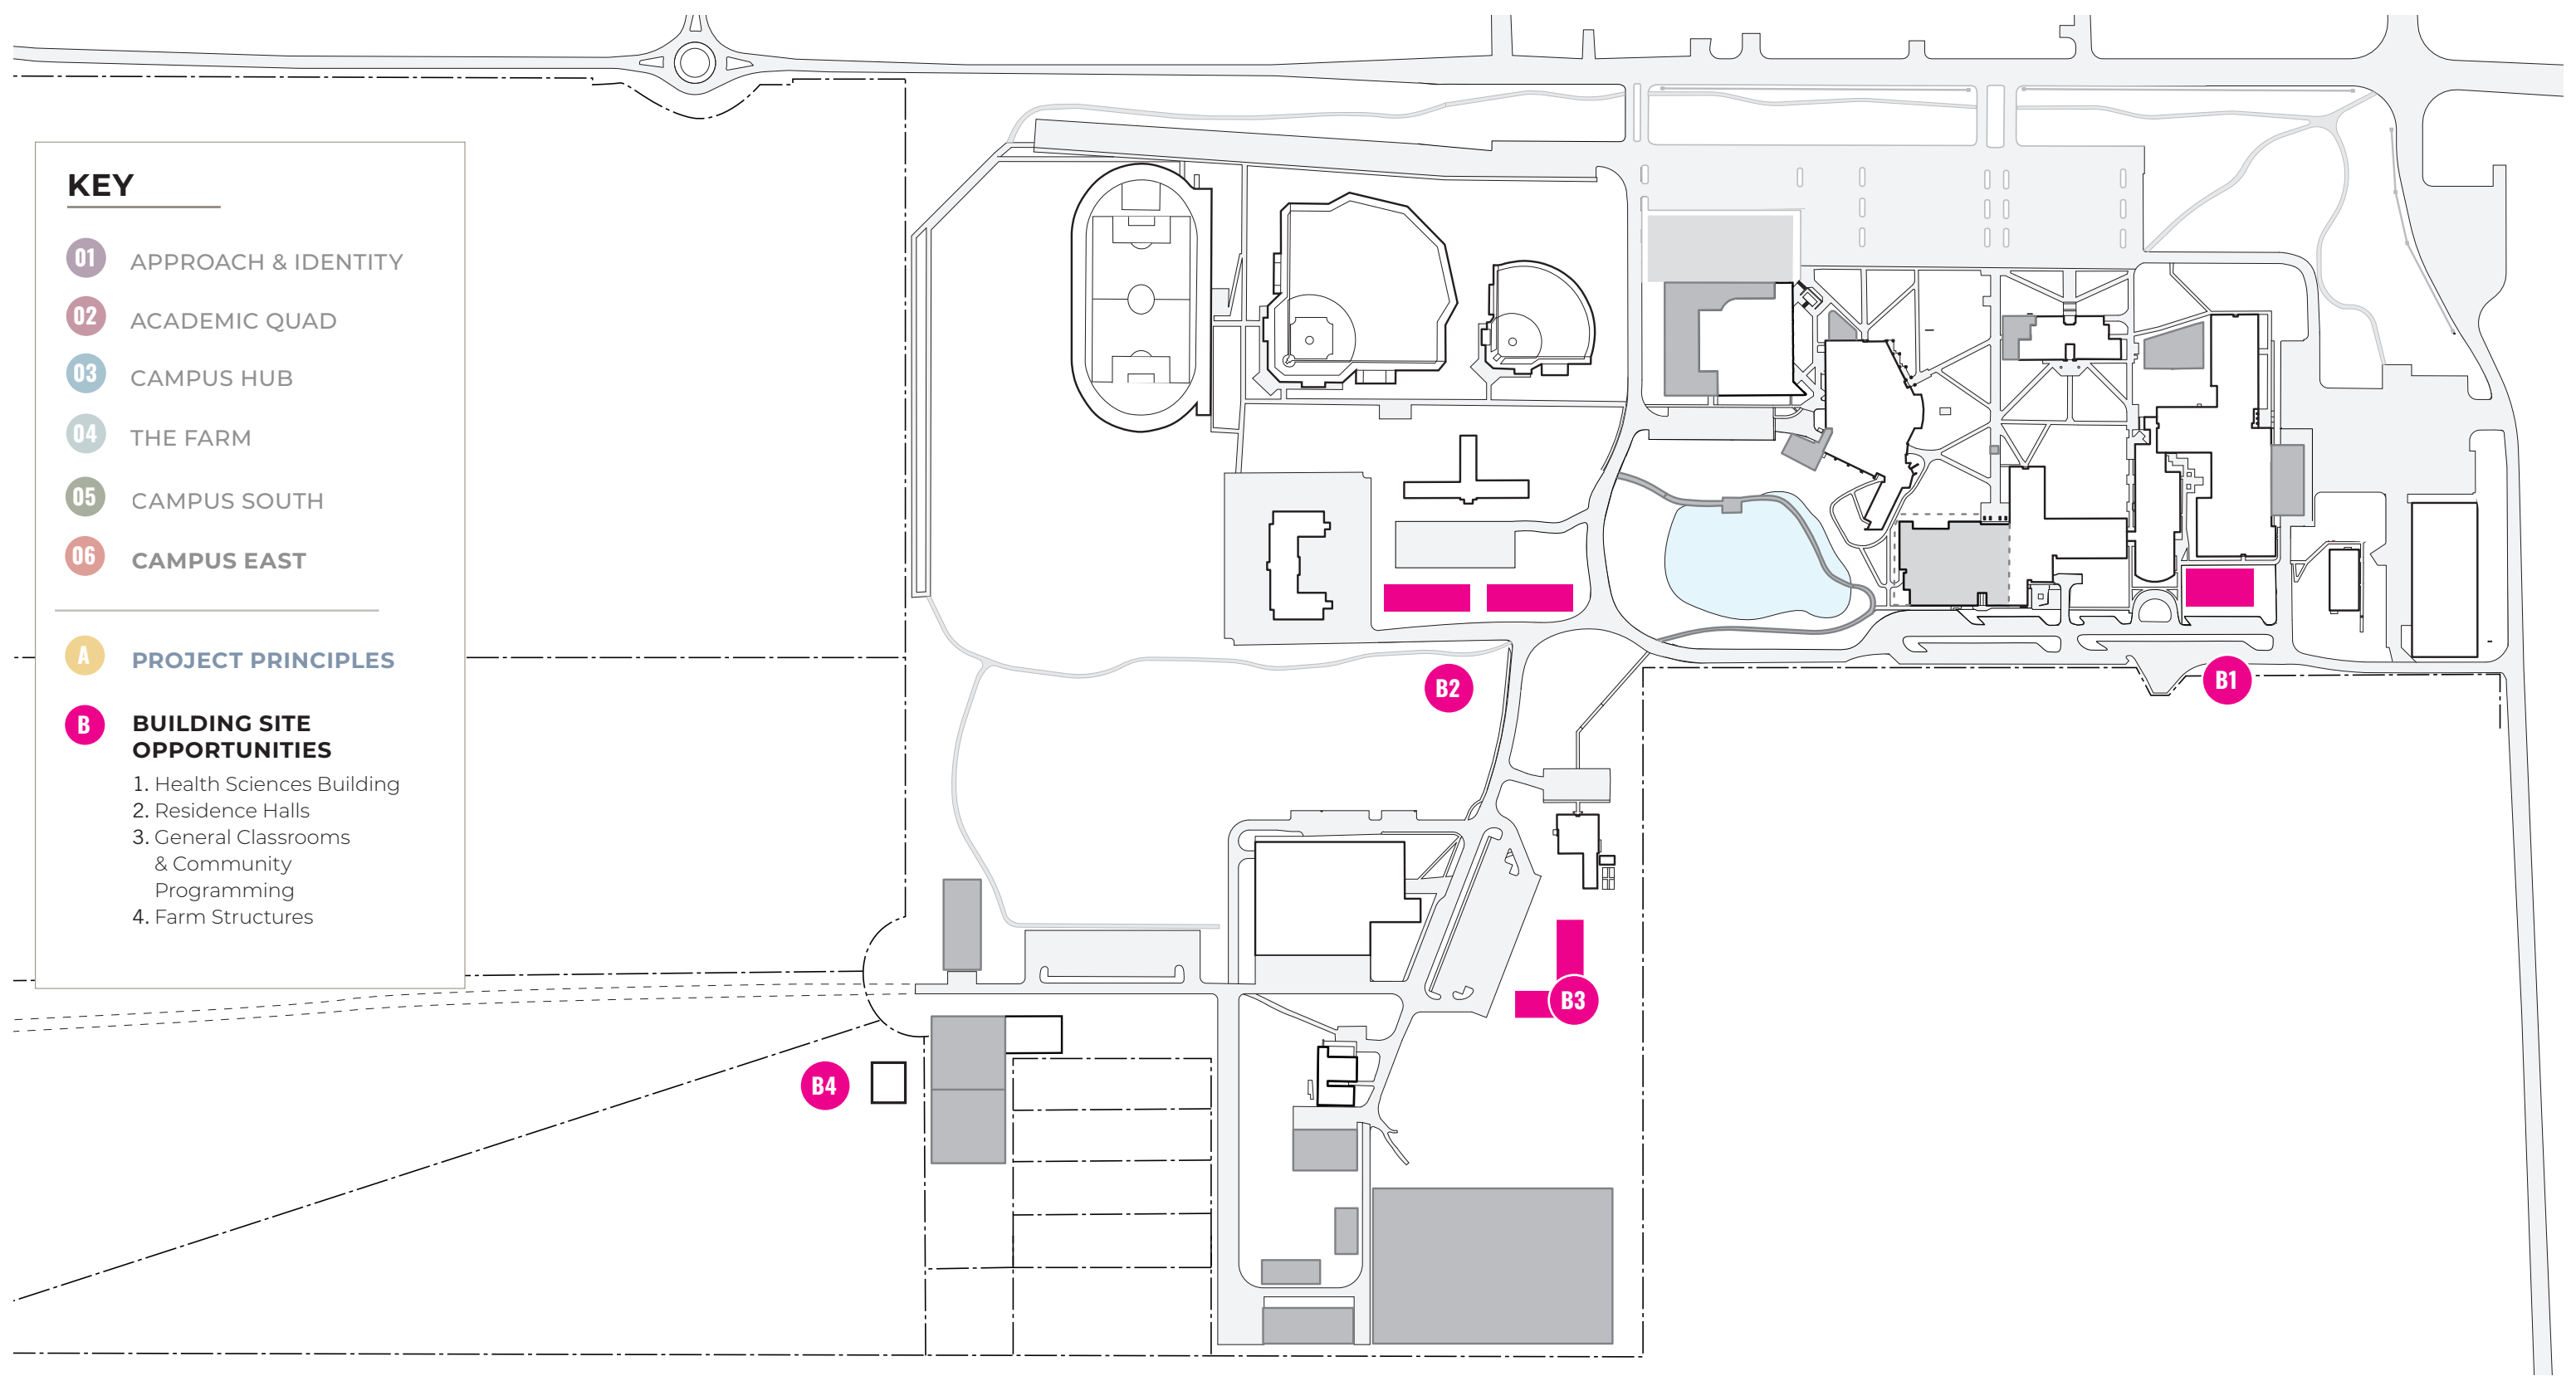 KEY
01 APPROACH & IDENTITY
02 ACADEMIC QUAD
03 CAMPUS HUB
04 THE FARM
05 CAMPUS SOUTH
06 CAMPUS EAST
A PROJECT PRINCIPLES
B BUILDING SITE
OPPORTUNITIES
1. Health Sciences Building
2. Residence Halls
3. General Classrooms
& Community
Programming
4. Farm Structures
B2
B1
B3
B4